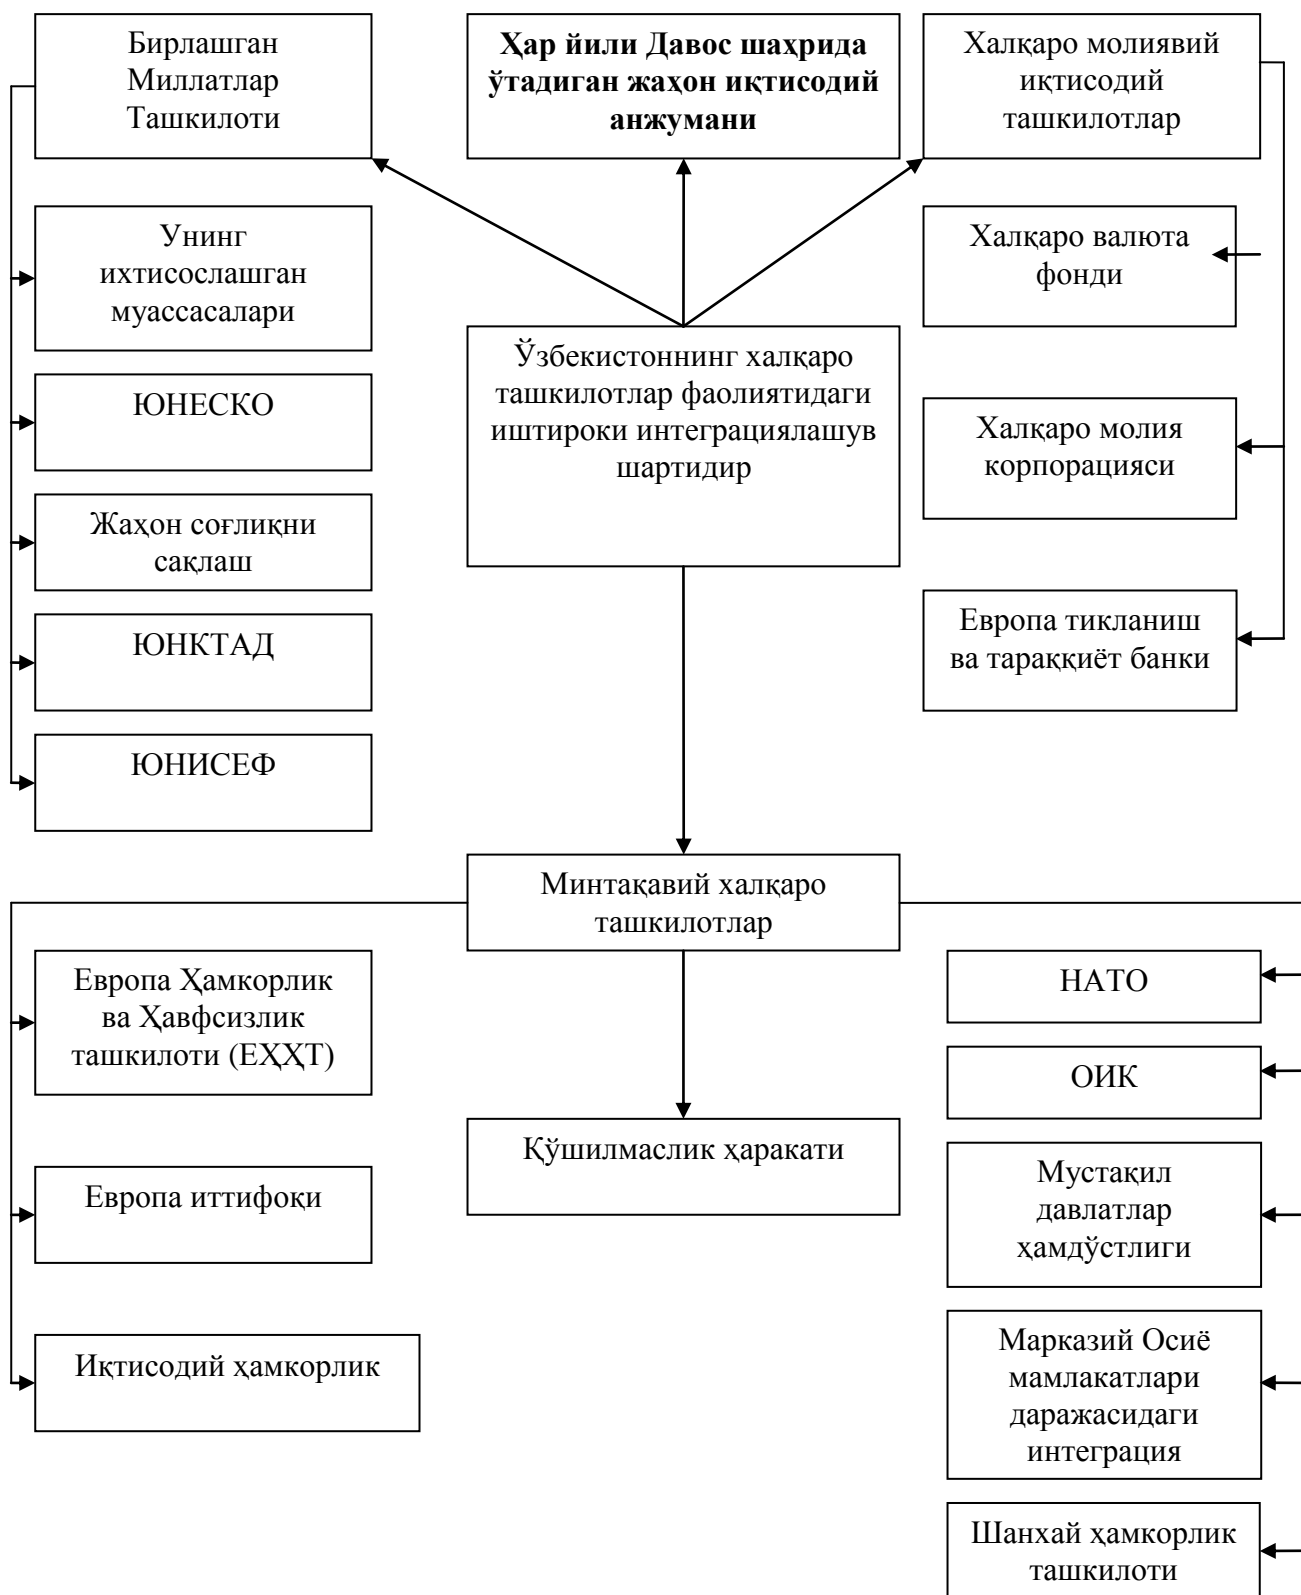 Бирлашган
Миллатлар
Ташкилоти
Ҳар йили Давос шаҳрида
ўтадиган жаҳон иқтисодий
анжумани
Халқаро молиявий
иқтисодий
ташкилотлар
Унинг
ихтисослашган
муассасалари
Халқаро валюта
фонди
Ўзбекистоннинг халқаро
ташкилотлар фаолиятидаги
иштироки интеграциялашув
шартидир
ЮНЕСКО
Халқаро молия
корпорацияси
Жаҳон соғлиқни
сақлаш
Европа тикланиш
ва тараққиёт банки
ЮНКТАД
ЮНИСЕФ
Минтақавий халқаро
ташкилотлар
Европа Ҳамкорлик
ва Ҳавфсизлик
ташкилоти (ЕҲҲТ)
НАТО
ОИК
Қўшилмаслик ҳаракати
Европа иттифоқи
Мустақил
давлатлар
ҳамдўстлиги
Иқтисодий ҳамкорлик
Марказий Осиё
мамлакатлари
даражасидаги
интеграция
Шанхай ҳамкорлик
ташкилоти